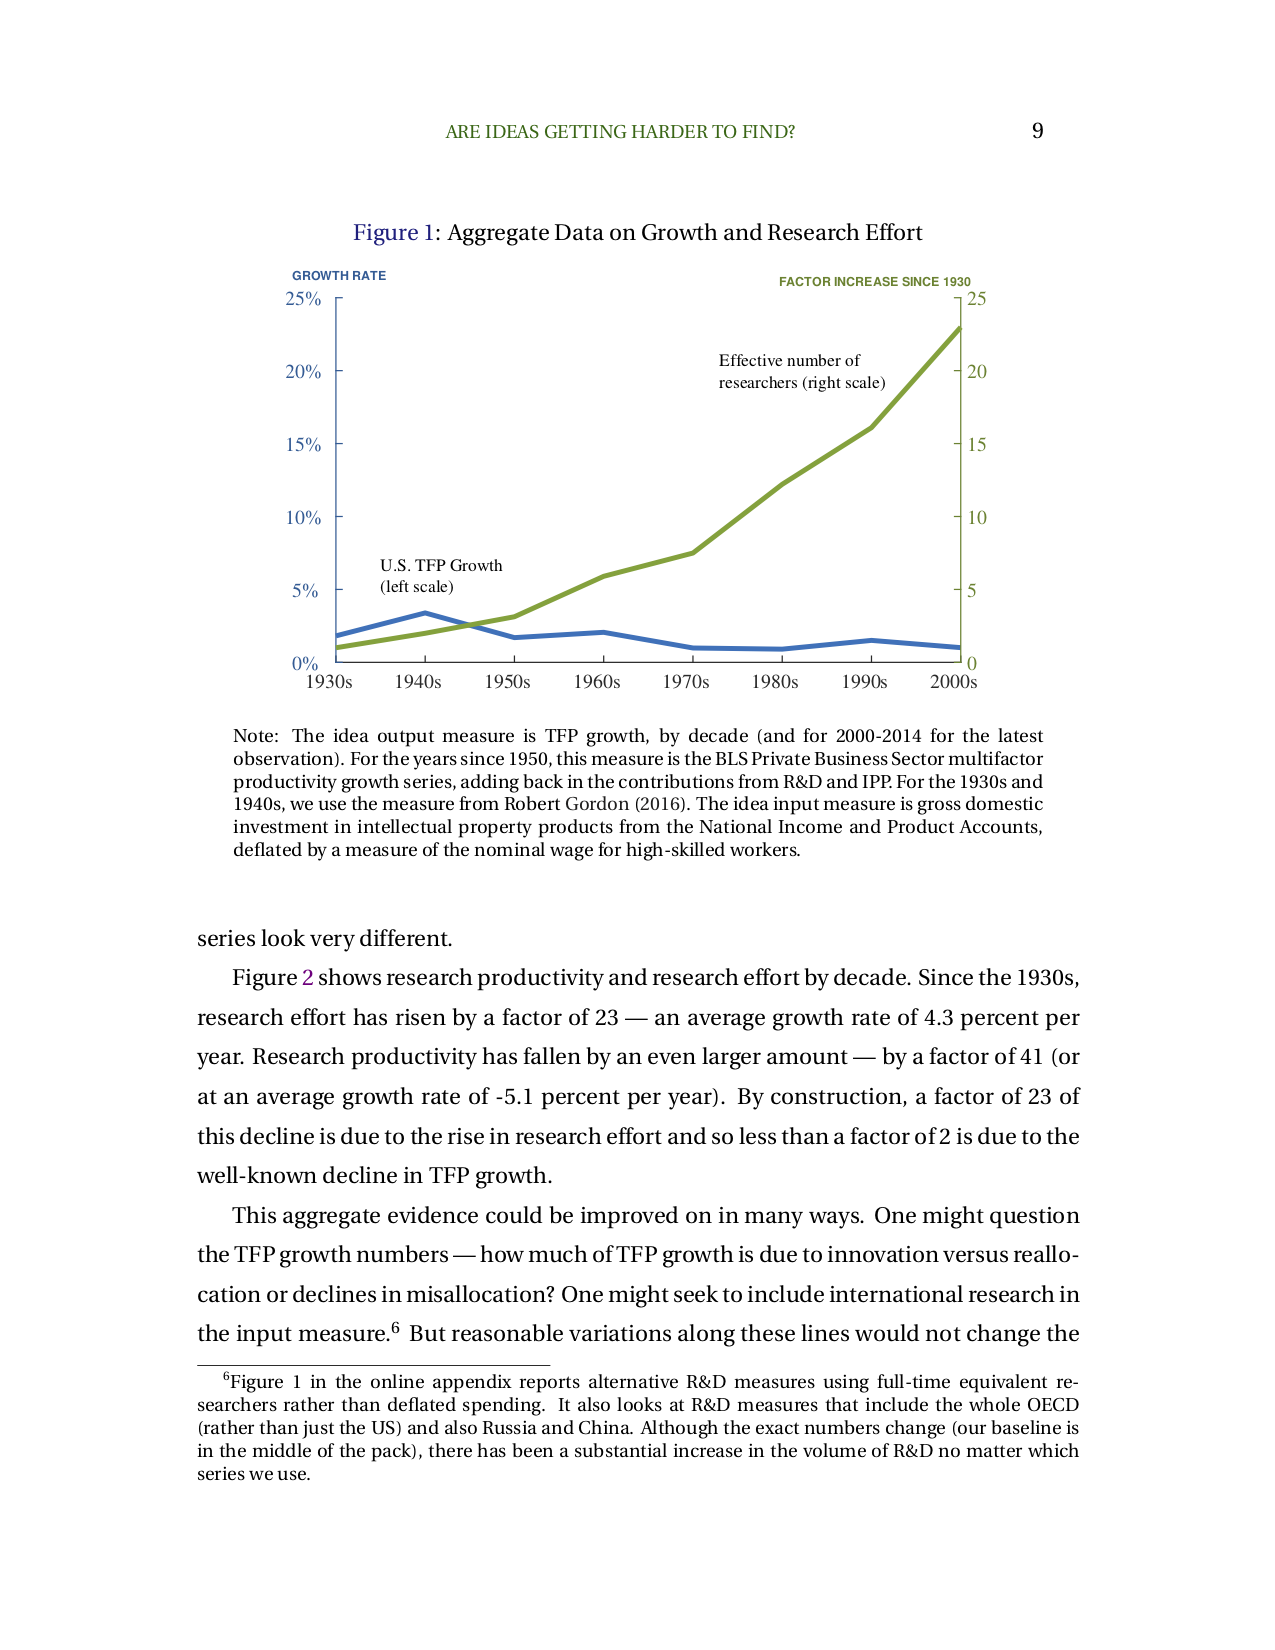 ARE IDEAS GETTING HARDER TO FIND? 9
Figure 1: Aggregate Data on Growth and Research Effort
GROWTH RATE
FACTOR INCREASE SINCE 1930
25%
25
Effective number of
researchers (right scale)
20%
20
15%
15
10%
10
U.S. TFP Growth
(left scale)
5%
5
0%
0
1930s 1940s 1950s 1960s 1970s 1980s 1990s 2000s
Note: The idea output measure is TFP growth, by decade (and for 2000-2014 for the latest
observation). For the years since 1950, this measure is the BLS Private Business Sector multifactor
productivity growth series, adding back in the contributions from R&D and IPP. For the 1930s and
1940s, we use the measure from Robert Gordon (2016). The idea input measure is gross domestic
investment in intellectual property products from the National Income and Product Accounts,
deflated by a measure of the nominal wage for high-skilled workers.
series look very different.
Figure 2 shows research productivity and research effort by decade. Since the 1930s,
research effort has risen by a factor of 23 — an average growth rate of 4.3 percent per
year. Research productivity has fallen by an even larger amount — by a factor of 41 (or
at an average growth rate of -5.1 percent per year). By construction, a factor of 23 of
this decline is due to the rise in research effort and so less than a factor of 2 is due to the
well-known decline in TFP growth.
This aggregate evidence could be improved on in many ways. One might question
the TFP growth numbers — how much of TFP growth is due to innovation versus reallo-
cation or declines in misallocation? One might seek to include international research in
the input measure.⁶ But reasonable variations along these lines would not change the
⁶Figure 1 in the online appendix reports alternative R&D measures using full-time equivalent re-
searchers rather than deflated spending. It also looks at R&D measures that include the whole OECD
(rather than just the US) and also Russia and China. Although the exact numbers change (our baseline is
in the middle of the pack), there has been a substantial increase in the volume of R&D no matter which
series we use.